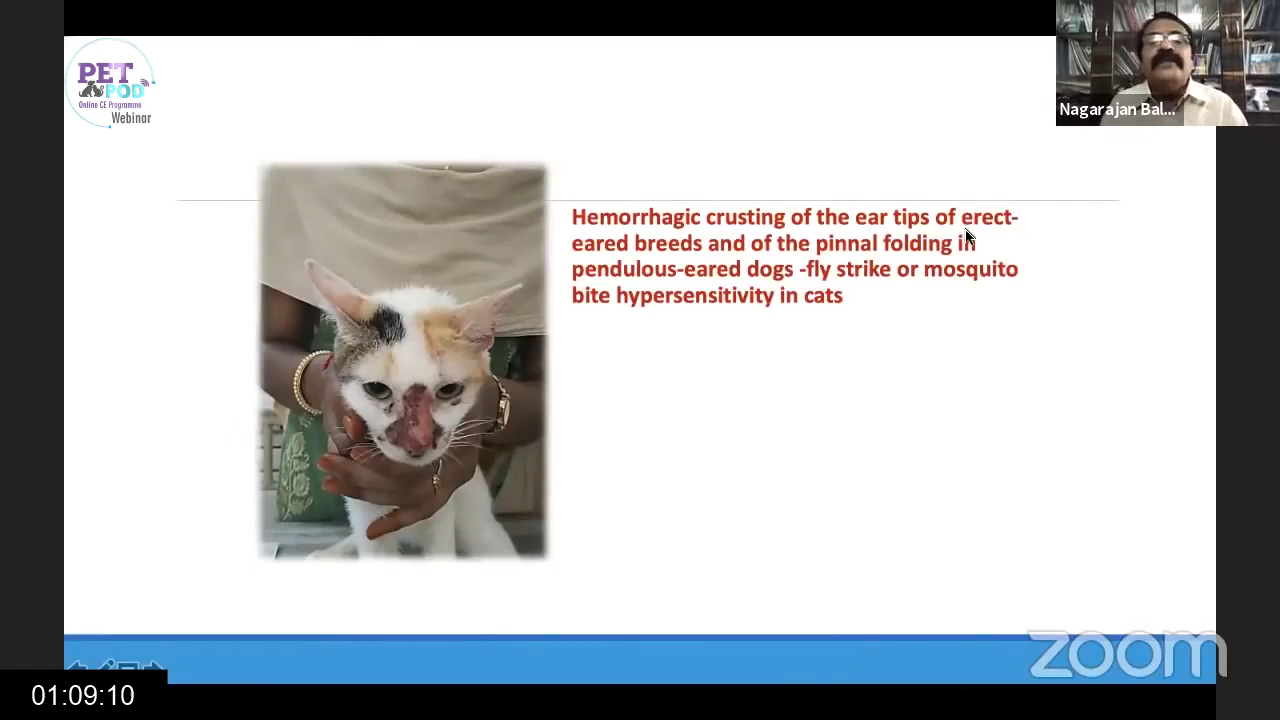 PET
POD
Online CE Programme
Webinar
Nagarajan Bal...
Hemorrhagic crusting of the ear tips of erect-
eared breeds and of the pinnal folding in
pendulous-eared dogs -fly strike or mosquito
bite hypersensitivity in cats
zoom
01:09:10